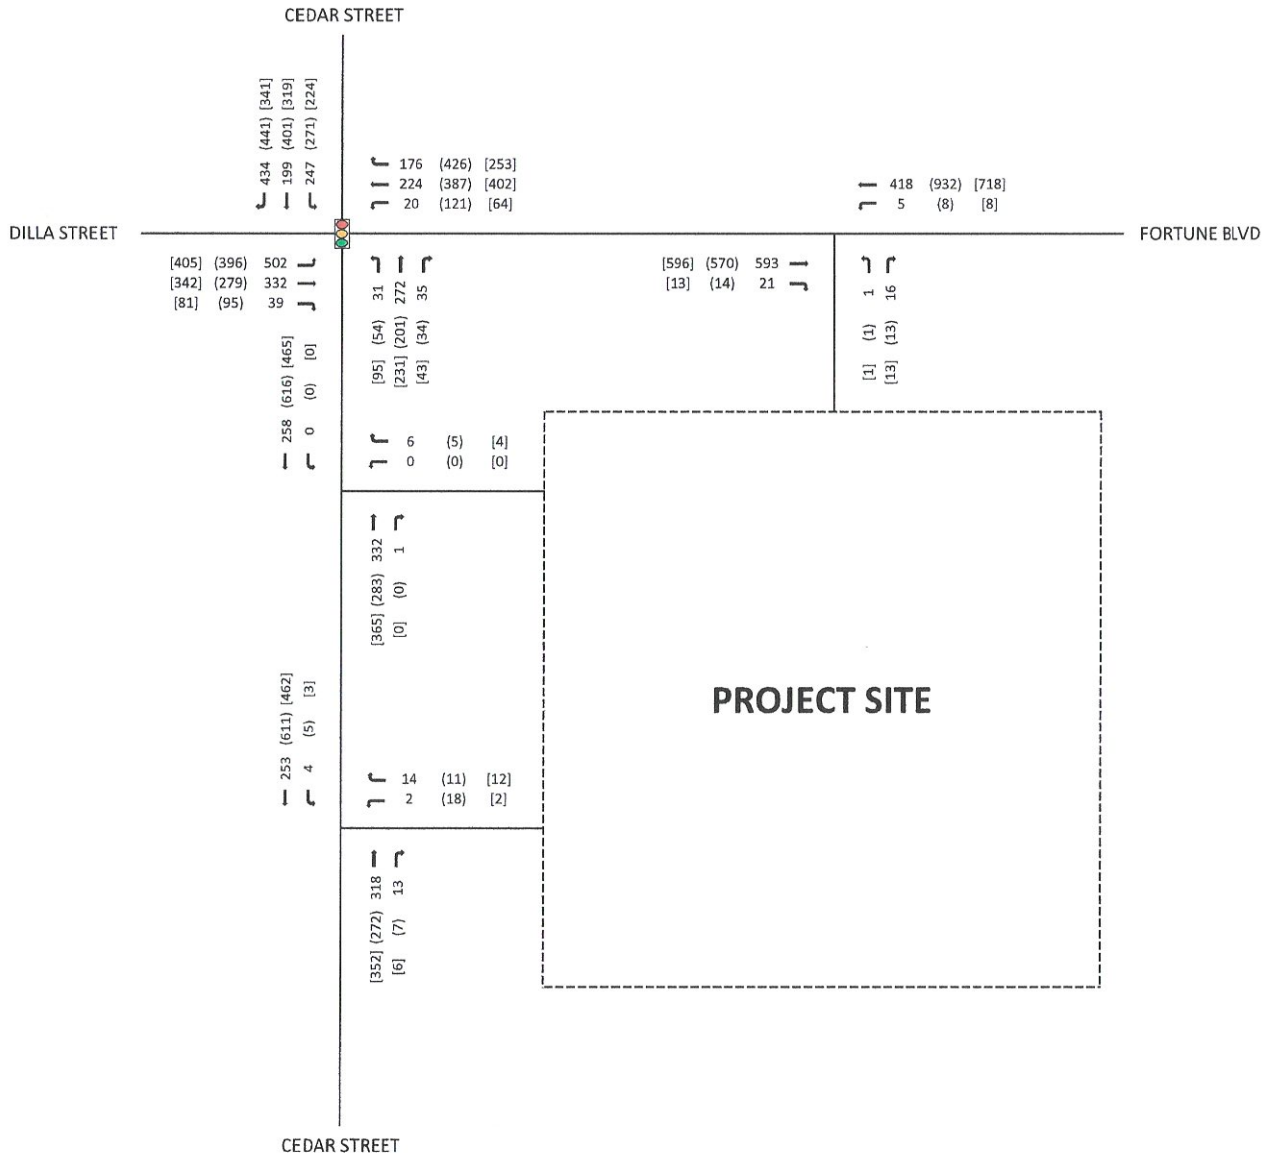 CEDAR STREET
434 (441) [341]
199 (401) [319]
247 (271) [224]
176 (426) [253]
224 (387) [402]
20 (121) [64]
418 (932) [718]
5 (8) [8]
DILLA STREET
FORTUNE BLVD
[405] (396) 502
[342] (279) 332
[81] (95) 39
[95] (54) 31
[231] (201) 272
[43] (34) 35
[596] (570) 593
[13] (14) 21
[1] (1) 1
[13] (13) 16
258 (616) [465]
0 (0) [0]
6 (5) [4]
0 (0) [0]
[365] (283) 332
[0] (0) 1
PROJECT SITE
253 (611) [462]
4 (5) [3]
14 (11) [12]
2 (18) [2]
[352] (272) 318
[6] (7) 13
CEDAR STREET